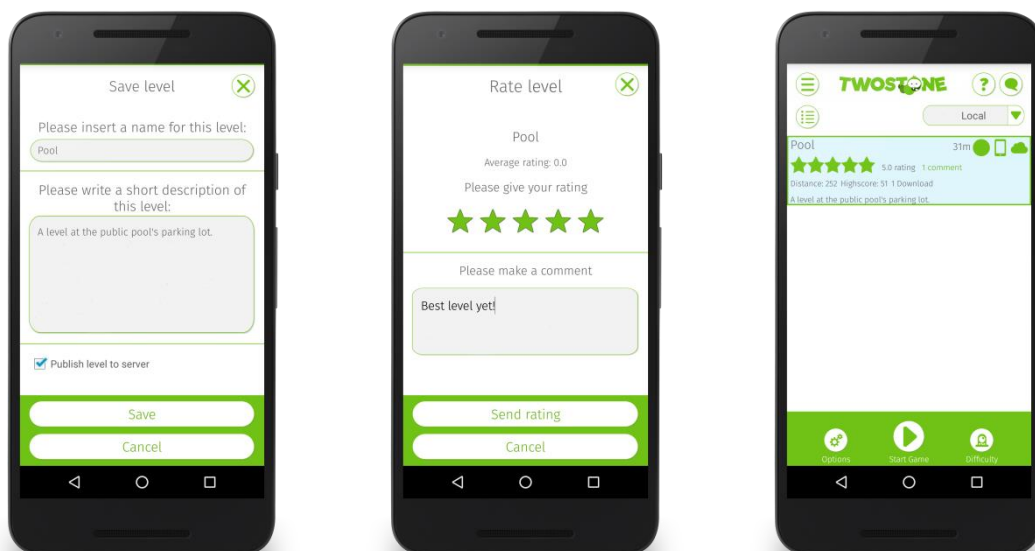 Save level
Please insert a name for this level:
Pool
Please write a short description of
this level:
A level at the public pool's parking lot.
Publish level to server
Save
Cancel
Rate level
Pool
Average rating: 0.0
Please give your rating
Please make a comment
Best level yet!
Send rating
Cancel
TWOSTONE
?
Local
Pool
31m
5.0 rating 1 comment
Distance: 252 Highscore: 51 1 Download
A level at the public pool's parking lot.
Options
Start Game
Difficulty